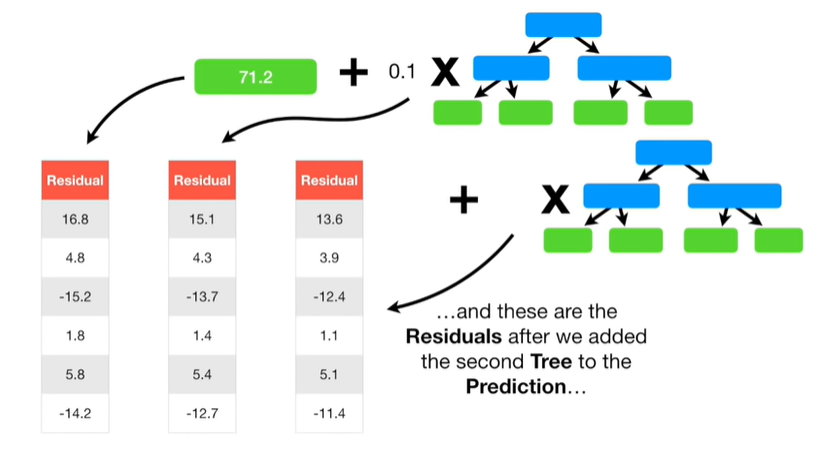 71.2 + 0.1 X
+ X
Residual Residual Residual
16.8 15.1 13.6
4.8 4.3 3.9
-15.2 -13.7 -12.4
1.8 1.4 1.1
5.8 5.4 5.1
-14.2 -12.7 -11.4
...and these are the
Residuals after we added
the second Tree to the
Prediction...